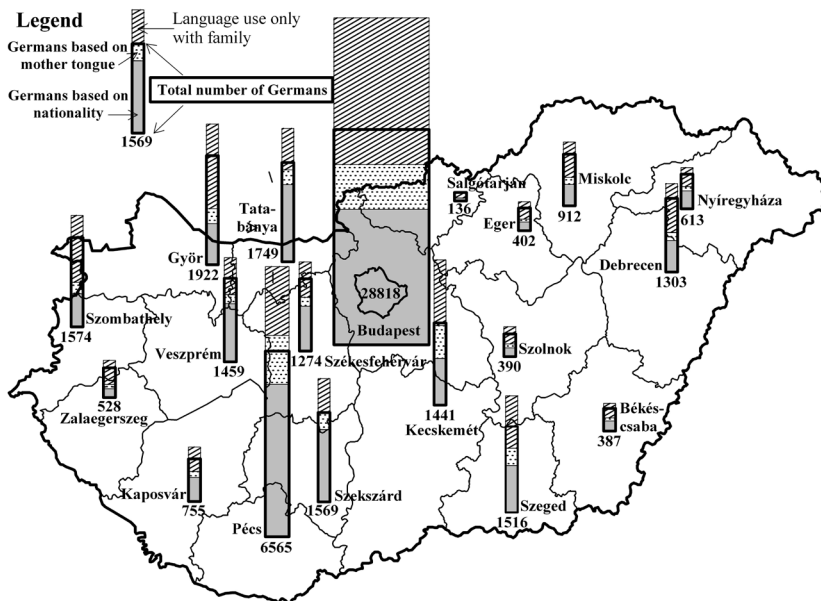 Legend
Language use only
with family
Germans based on
mother tongue
Total number of Germans
Germans based on
nationality
1569
Salgótarján
136
Miskolc
912
Nyíregyháza
613
Eger
402
Debrecen
1303
Tata-
bánya
1749
Györ
1922
28818
Budapest
Szombathely
1574
Veszprém
1459
1274
Székesfehérvár
Szolnok
390
Zalaegerszeg
528
1441
Kecskemét
Békés-
csaba
387
Kaposvár
755
Szekszárd
1569
Pécs
6565
Szeged
1516